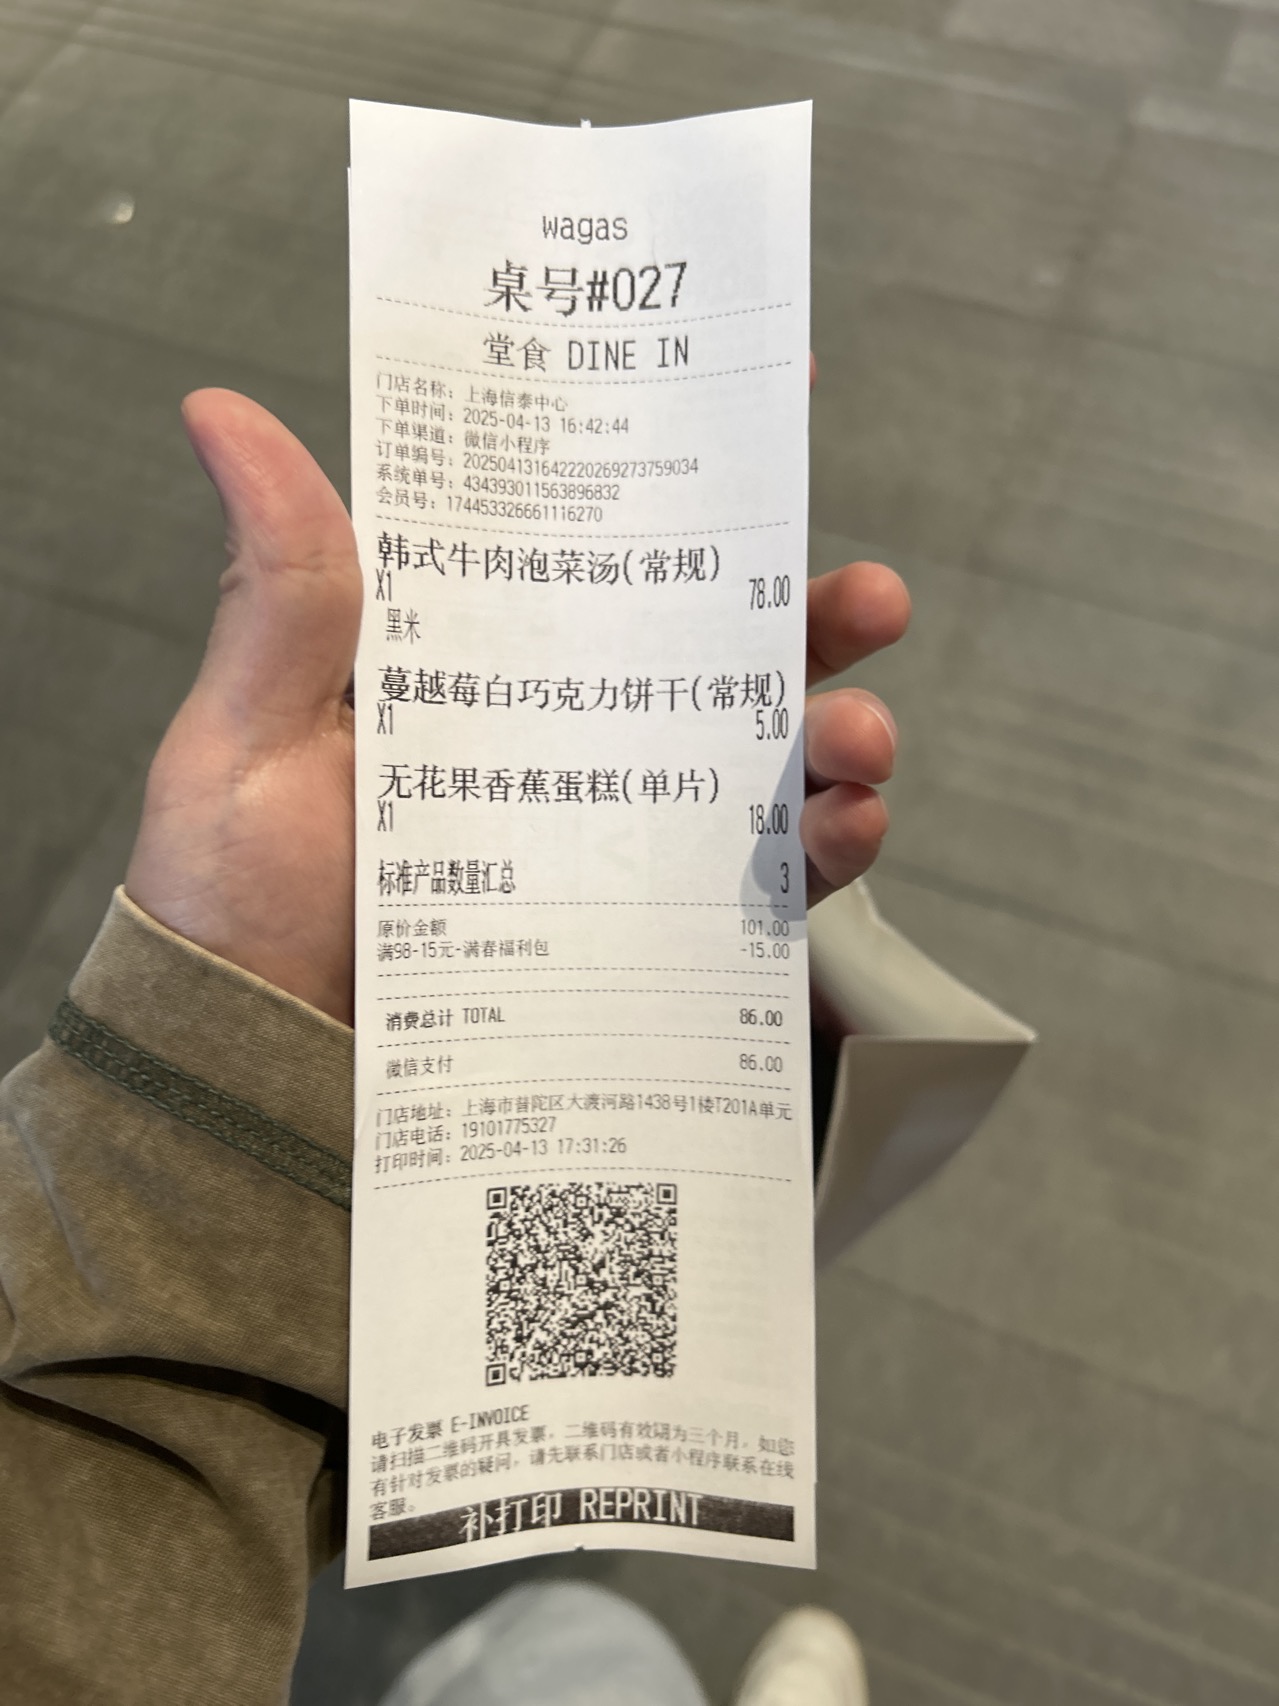 wagas
桌号#027
堂食 DINE IN
门店名称：上海信泰中心
下单时间：2025-04-13 16:42:44
下单渠道：微信小程序
订单编号：202504131642220269273759034
系统单号：434393011563896832
会员号：174453326661116270
韩式牛肉泡菜汤(常规)
X1 78.00
黑米
蔓越莓白巧克力饼干(常规)
X1 5.00
无花果香蕉蛋糕(单片)
X1 18.00
标准产品数量汇总 3
原价金额 101.00
满98-15元-满春福利包 -15.00
消费总计 TOTAL 86.00
微信支付 86.00
门店地址：上海市普陀区大渡河路1438号1楼T201A单元
门店电话：19101775327
打印时间：2025-04-13 17:31:26
电子发票 E-INVOICE
请扫描二维码开具发票，二维码有效期为三个月，如您
有针对发票的疑问，请先联系门店或者小程序联系在线
客服。
补打印 REPRINT